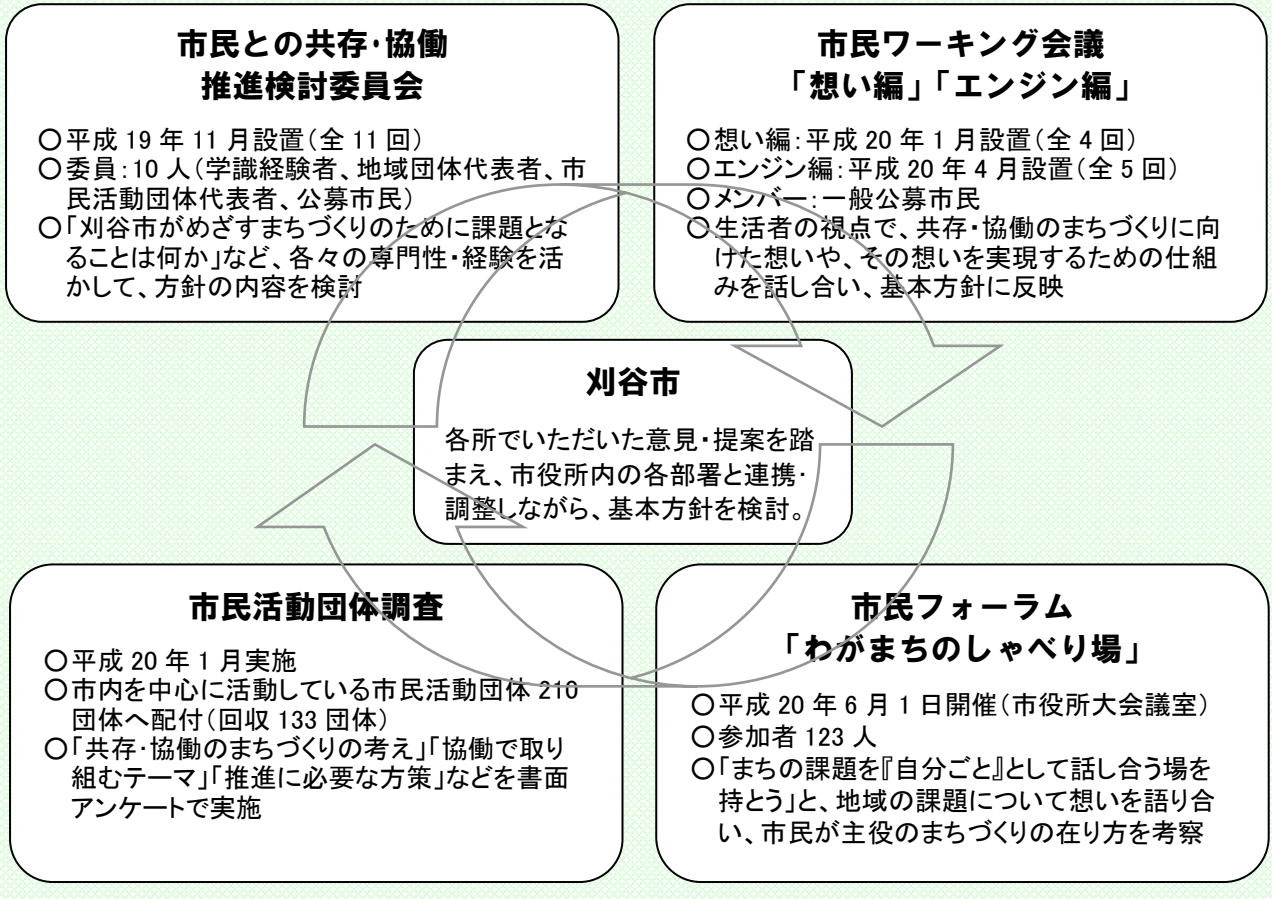 市民との共存・協働
推進検討委員会
○平成 19 年 11 月設置（全 11 回）
○委員：10 人（学識経験者、地域団体代表者、市
民活動団体代表者、公募市民）
○「刈谷市がめざすまちづくりのために課題とな
ることは何か」など、各々の専門性・経験を活
かして、方針の内容を検討
市民ワーキング会議
「想い編」「エンジン編」
○想い編：平成 20 年 1 月設置（全 4 回）
○エンジン編：平成 20 年 4 月設置（全 5 回）
○メンバー：一般公募市民
○生活者の視点で、共存・協働のまちづくりに向
けた想いや、その想いを実現するための仕組
みを話し合い、基本方針に反映
刈谷市
各所でいただいた意見・提案を踏
まえ、市役所内の各部署と連携・
調整しながら、基本方針を検討。
市民活動団体調査
○平成 20 年 1 月実施
○市内を中心に活動している市民活動団体 210
団体へ配付（回収 133 団体）
○「共存・協働のまちづくりの考え」「協働で取り
組むテーマ」「推進に必要な方策」などを書面
アンケートで実施
市民フォーラム
「わがまちのしゃべり場」
○平成 20 年 6 月 1 日開催（市役所大会議室）
○参加者 123 人
○「まちの課題を『自分ごと』として話し合う場を
持とう」と、地域の課題について想いを語り合
い、市民が主役のまちづくりの在り方を考察